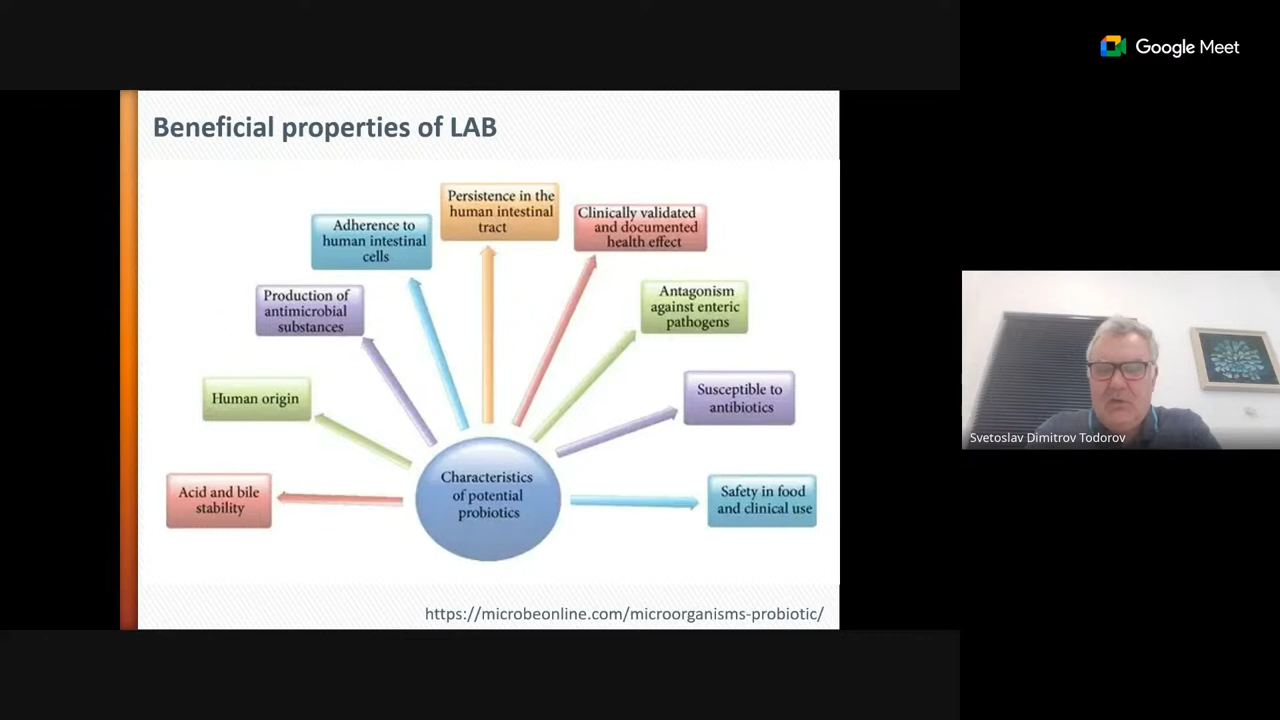 Google Meet
Beneficial properties of LAB
Persistence in the
human intestinal
tract
Adherence to
human intestinal
cells
Clinically validated
and documented
health effect
Production of
antimicrobial
substances
Antagonism
against enteric
pathogens
Human origin
Susceptible to
antibiotics
Acid and bile
stability
Characteristics
of potential
probiotics
Safety in food
and clinical use
https://microbeonline.com/microorganisms-probiotic/
Svetoslav Dimitrov Todorov